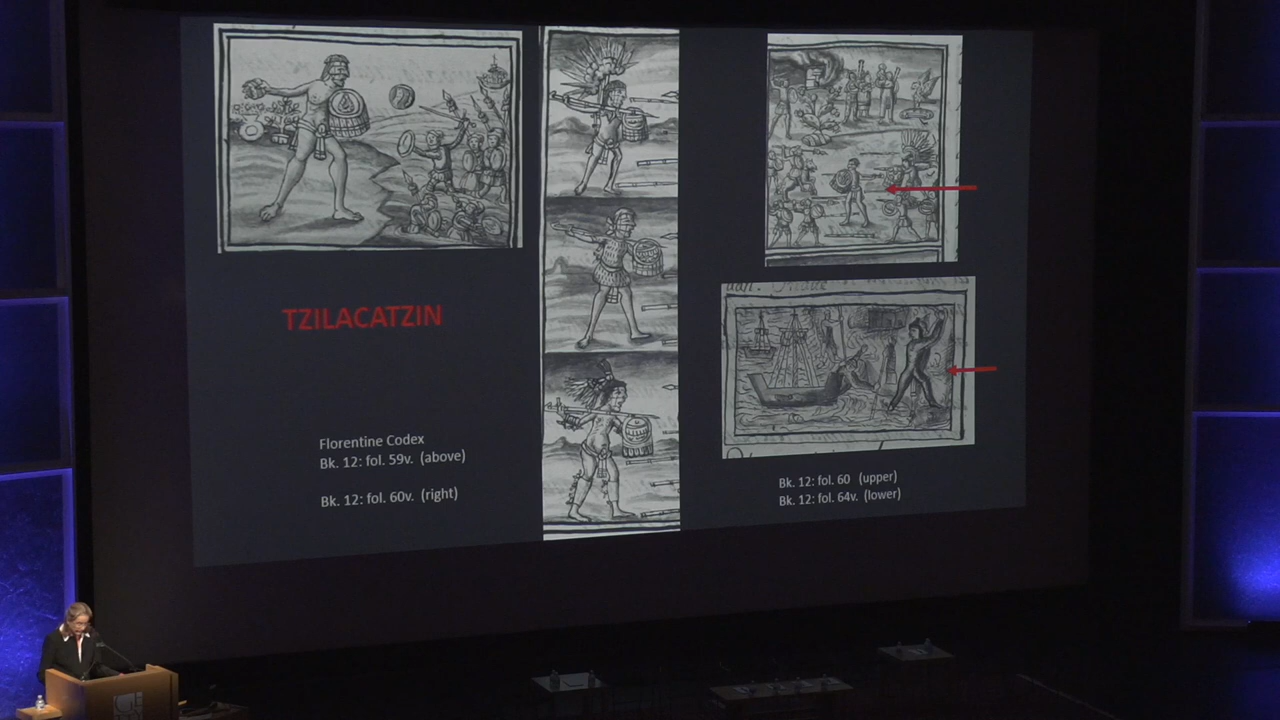 TZILACATZIN
Florentine Codex
Bk. 12: fol. 59v. (above)
Bk. 12: fol. 60v. (right)
Bk. 12: fol. 60 (upper)
Bk. 12: fol. 64v. (lower)